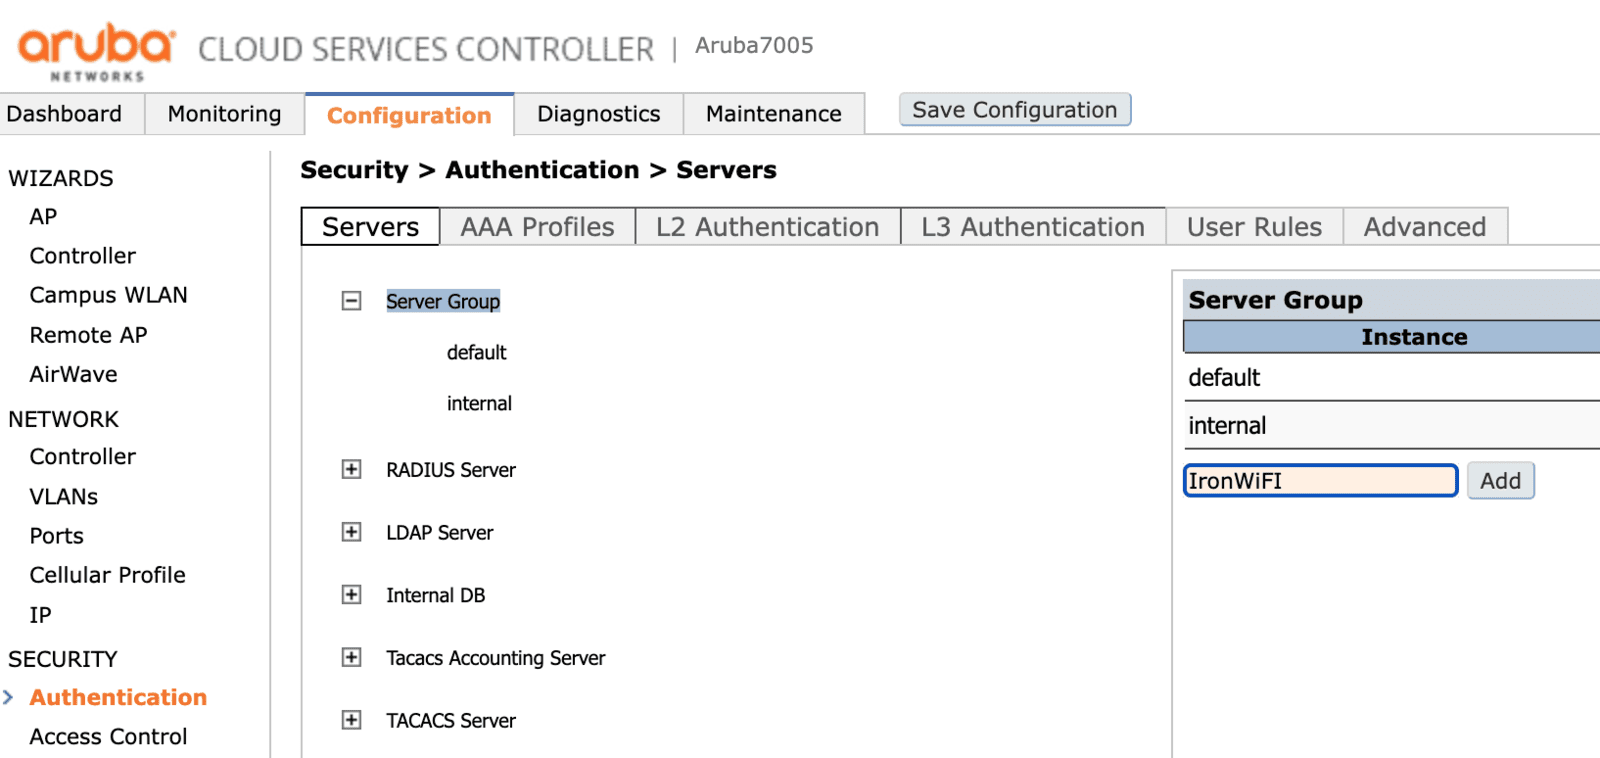 aruba NETWORKS CLOUD SERVICES CONTROLLER | Aruba7005
Dashboard Monitoring Configuration Diagnostics Maintenance Save Configuration
Security > Authentication > Servers
WIZARDS
AP
Controller
Campus WLAN
Remote AP
AirWave
NETWORK
Controller
VLANs
Ports
Cellular Profile
IP
SECURITY
Authentication
Access Control
Servers AAA Profiles L2 Authentication L3 Authentication User Rules Advanced
Server Group
default
internal
RADIUS Server
LDAP Server
Internal DB
Tacacs Accounting Server
TACACS Server
Server Group
Instance
default
internal
IronWiFI Add